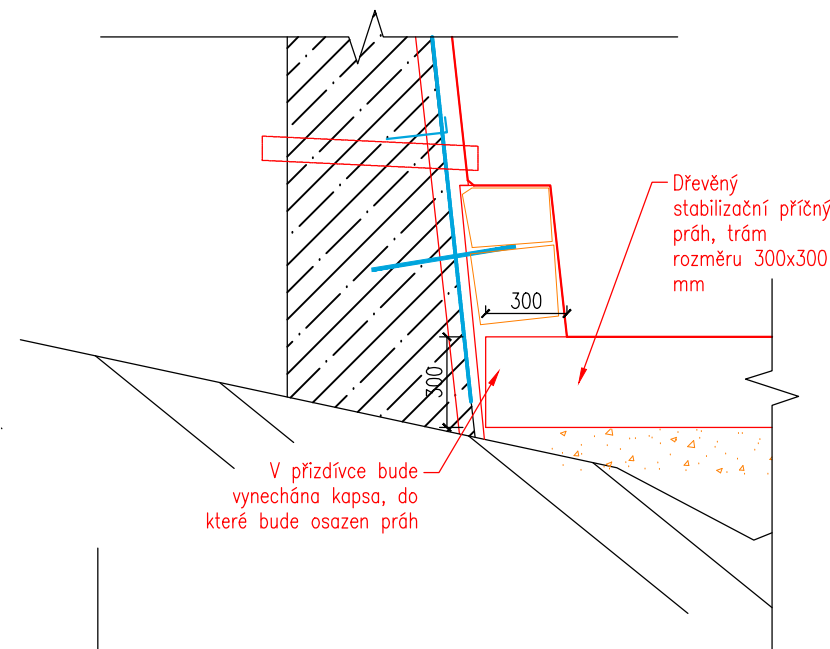 Dřevěný
stabilizační příčný
práh, trám
rozměru 300x300
mm
300
300
V přizdívce bude
vynechána kapsa, do
které bude osazen práh